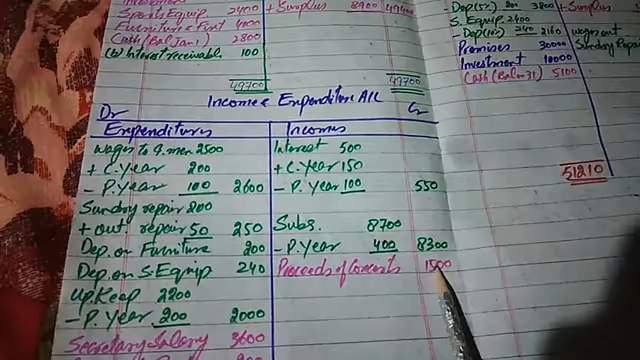 Sports Equip 2400
Furniture & Fixt 4000
Cash (Bal Jan 1) 2800
(b) Interest receivable 100
49700
+ Surplus 8900 49400
49700
- Dep (5%) 200 3800
S. Equip 2400
- Dep (10%) 240 2160
Premises 30000
Investment 10000
Cash (Bal on 31) 5100
+ Surplus
wages out
Sunday Repair
51210
Income & Expenditure A/C
Dr
Cr
Expenditures
wages to g. men 2500
+ C. year 200
- P. Year 100 2600
Sundry repair 200
+ out. repair 50 250
Dep. on Furniture 200
Dep. on S. Equip 240
Up Keep 2200
- P. Year 200 2000
Secretary Salary 3600
Incomes
Interest 500
+ C. year 150
- P. Year 100 550
Subs. 8700
- P. Year 400 8300
Proceeds of Concerts 1500